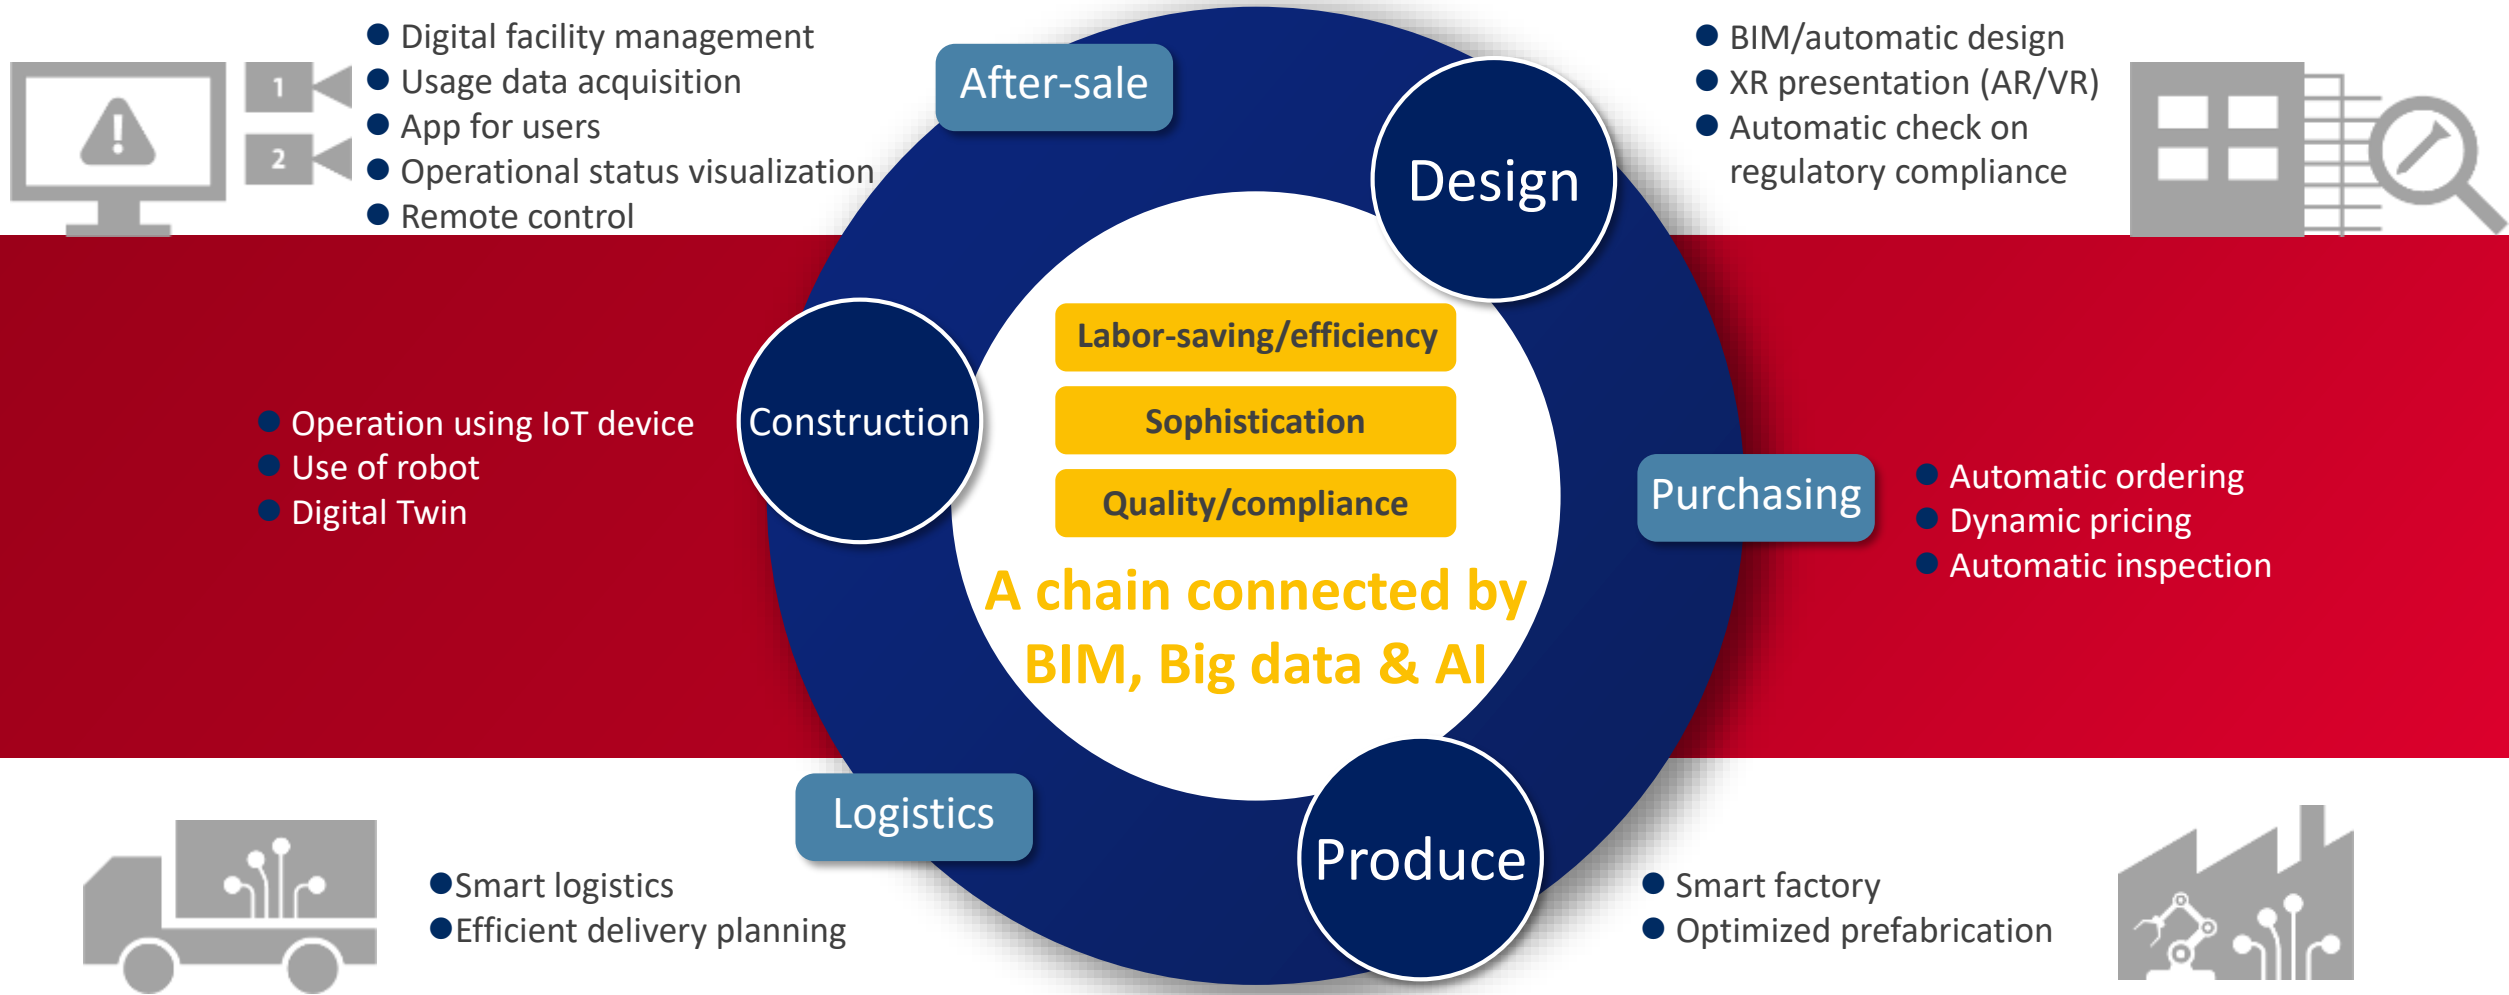 ● Digital facility management
● Usage data acquisition
● App for users
● Operational status visualization
● Remote control
1
2
After-sale
Design
● BIM/automatic design
● XR presentation (AR/VR)
● Automatic check on
regulatory compliance
● Operation using IoT device
● Use of robot
● Digital Twin
Construction
Labor-saving/efficiency
Sophistication
Quality/compliance
A chain connected by
BIM, Big data & AI
Purchasing
● Automatic ordering
● Dynamic pricing
● Automatic inspection
Logistics
●Smart logistics
●Efficient delivery planning
Produce
● Smart factory
● Optimized prefabrication